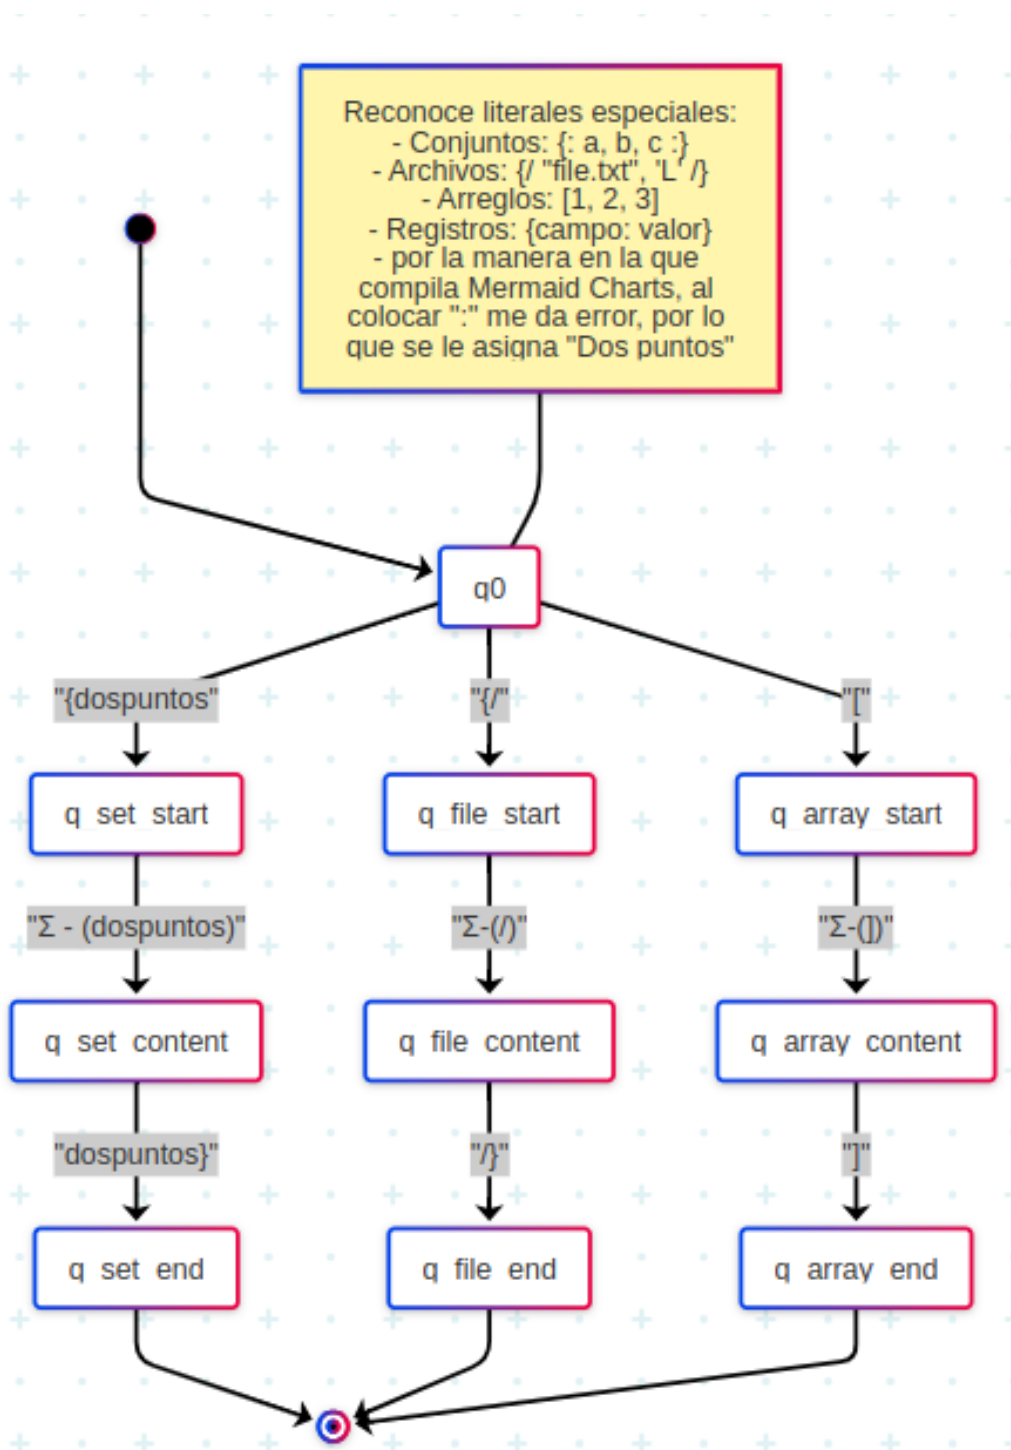 Reconoce literales especiales:
- Conjuntos: {: a, b, c :}
- Archivos: {/ "file.txt", 'L' /}
- Arreglos: [1, 2, 3]
- Registros: {campo: valor}
- por la manera en la que
compila Mermaid Charts, al
colocar ":" me da error, por lo
que se le asigna "Dos puntos"
q0
"{dospuntos"
"{/"
"["
q_set_start
q_file_start
q_array_start
"Σ - (dospuntos)"
"Σ-(/)"
"Σ-(])"
q_set_content
q_file_content
q_array_content
"dospuntos}"
"/}"
"]"
q_set_end
q_file_end
q_array_end